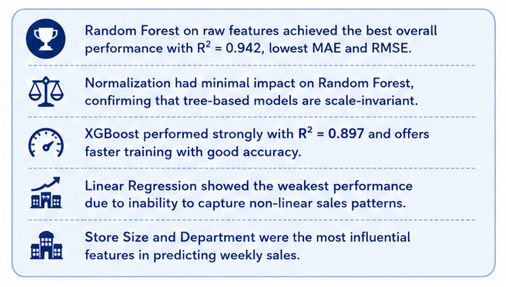 Random Forest on raw features achieved the best overall
performance with R² = 0.942, lowest MAE and RMSE.
Normalization had minimal impact on Random Forest,
confirming that tree-based models are scale-invariant.
XGBoost performed strongly with R² = 0.897 and offers
faster training with good accuracy.
Linear Regression showed the weakest performance
due to inability to capture non-linear sales patterns.
Store Size and Department were the most influential
features in predicting weekly sales.